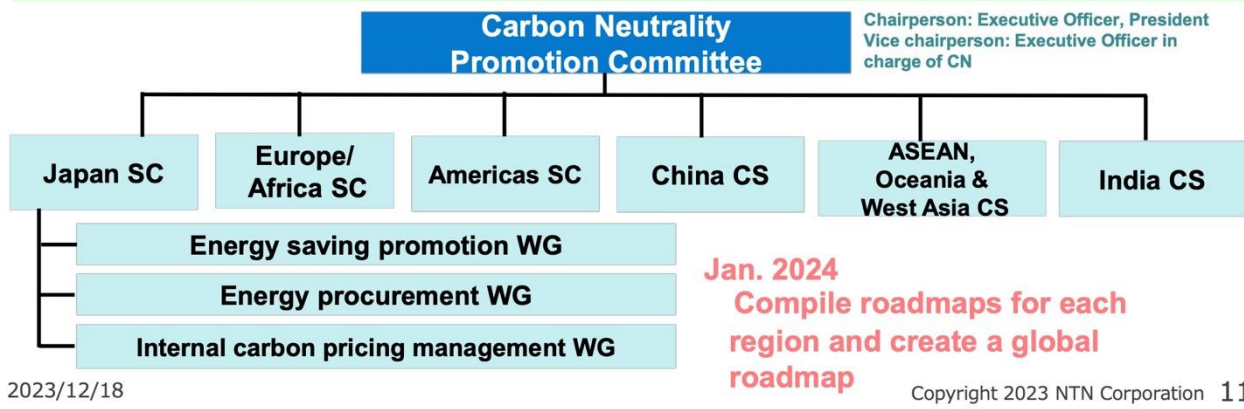 Carbon Neutrality
Promotion Committee
Chairperson: Executive Officer, President
Vice chairperson: Executive Officer in
charge of CN
Japan SC
Europe/
Africa SC
Americas SC
China CS
ASEAN,
Oceania &
West Asia CS
India CS
Energy saving promotion WG
Energy procurement WG
Internal carbon pricing management WG
Jan. 2024
Compile roadmaps for each
region and create a global
roadmap
2023/12/18
Copyright 2023 NTN Corporation 11